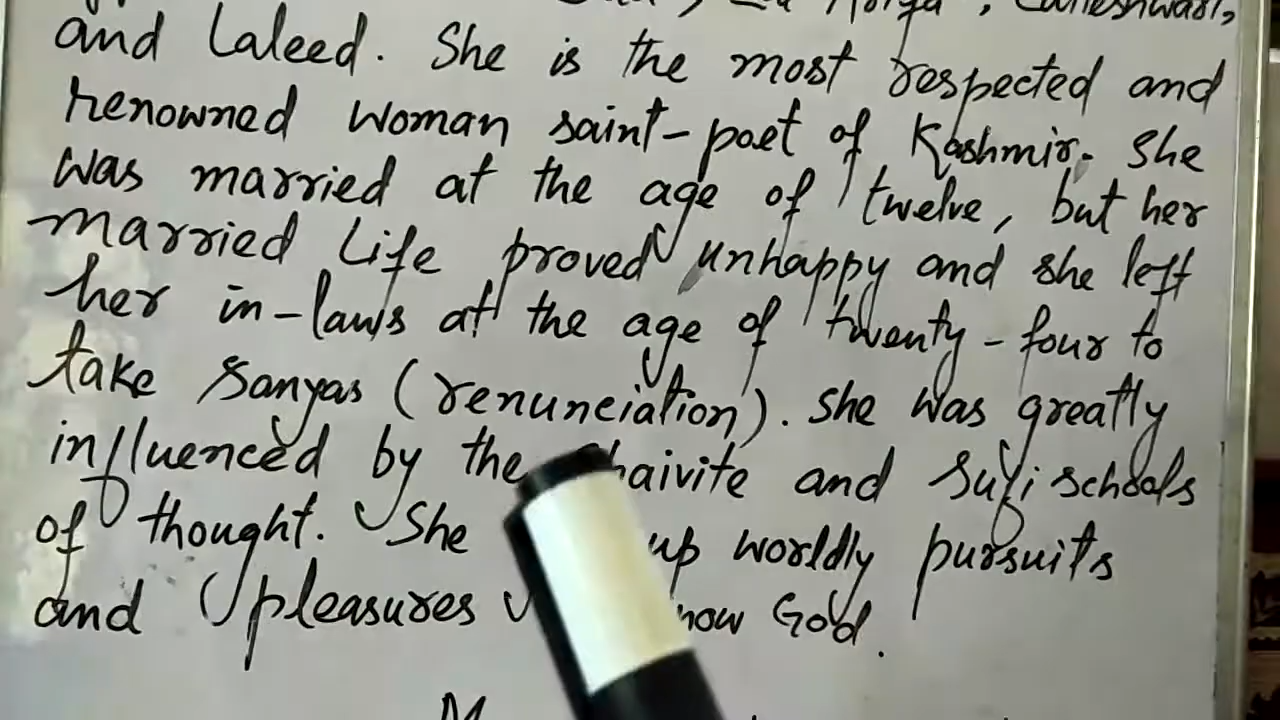 and Laleed. She is the most respected and
renowned woman saint-poet of Kashmir. She
was married at the age of twelve, but her
married Life proved unhappy and she left
her in-laws at the age of twenty-four to
take Sanyas (renunciation). She was greatly
influenced by the Shaivite and Sufi schools
of thought. She up worldly pursuits
and pleasures God.